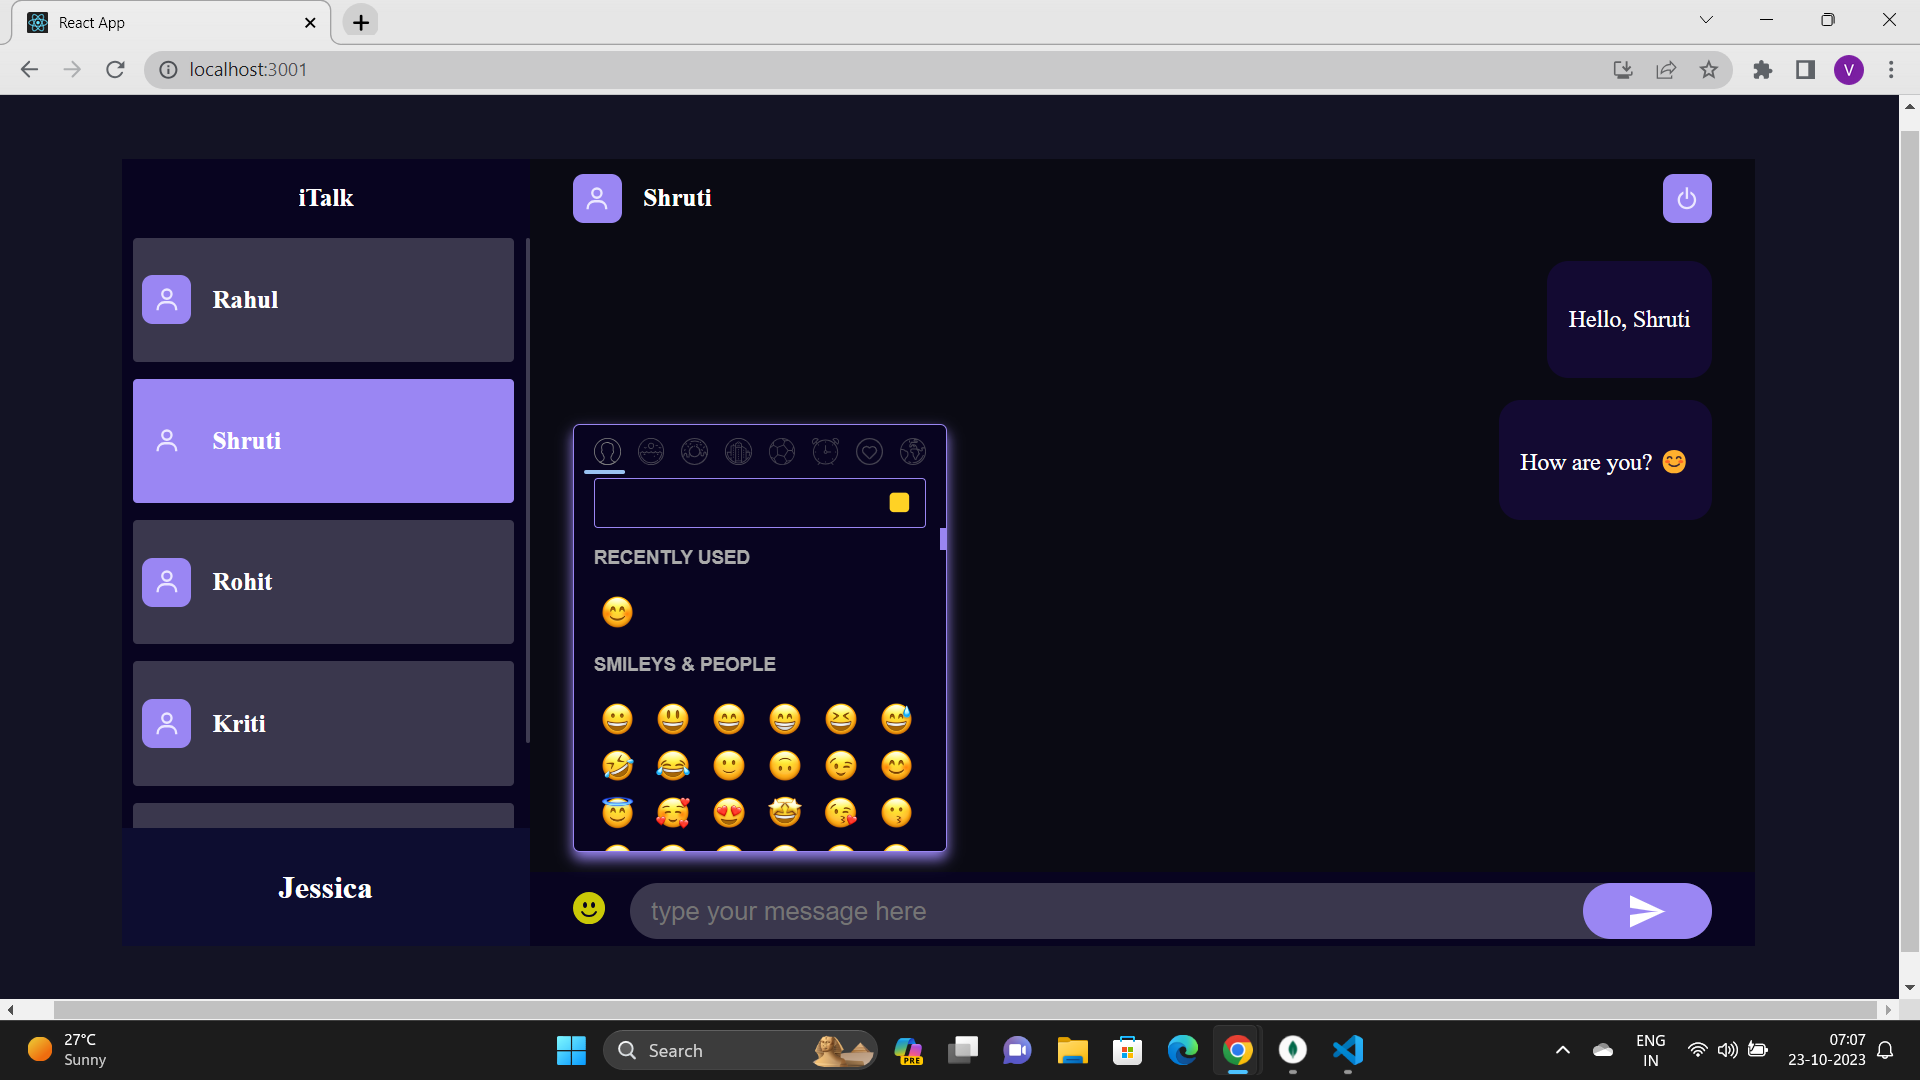 React App
localhost:3001
V
iTalk
Rahul
Shruti
Rohit
Kriti
Jessica
Shruti
Hello, Shruti
How are you? 😊
RECENTLY USED
SMILEYS & PEOPLE
type your message here
27°C
Sunny
Search
PRE
ENG
IN
07:07
23-10-2023